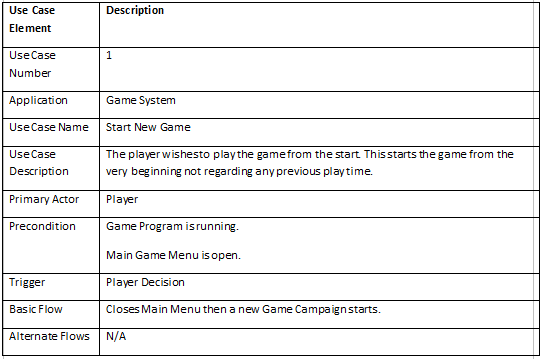 Use Case Description
Element
Use Case 1
Number
Application Game System
Use Case Name Start New Game
Use Case The player wishes to play the game from the start. This starts the game from the
Description very beginning not regarding any previous play time.
Primary Actor Player
Precondition Game Program is running.
Main Game Menu is open.
Trigger Player Decision
Basic Flow Closes Main Menu then a new Game Campaign starts.
Alternate Flows N/A